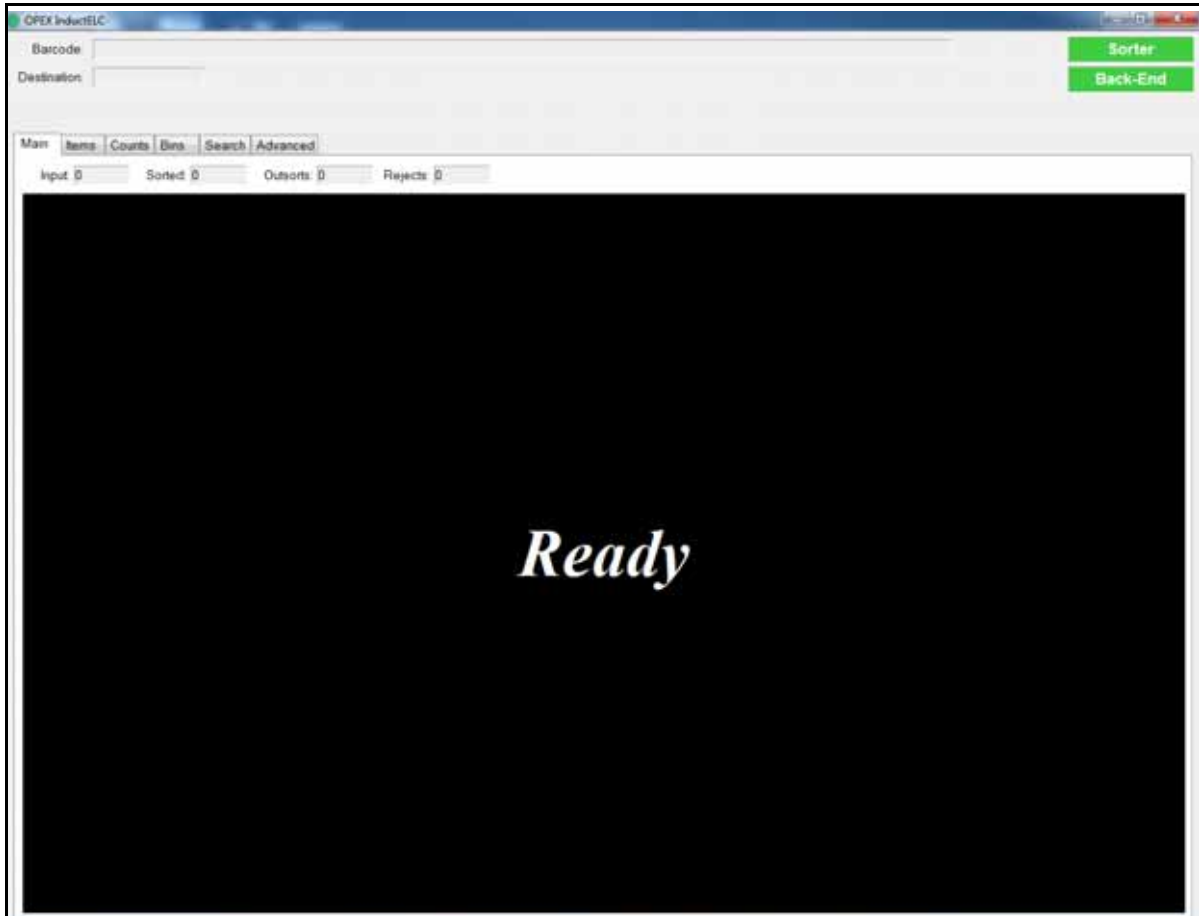 OPEX InductELC
Barcode
Sorter
Destination
Back-End
Main Items Counts Bins Search Advanced
Input: 0 Sorted: 0 Outsorts: 0 Rejects: 0
Ready